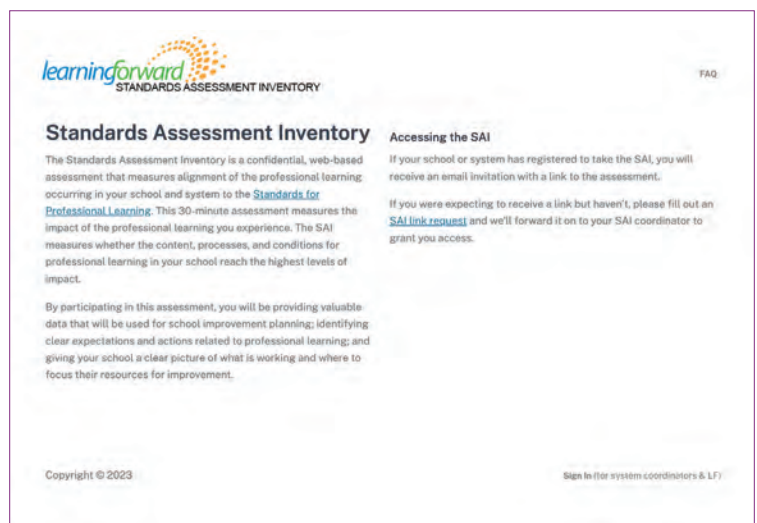 learningforward
STANDARDS ASSESSMENT INVENTORY
FAQ
Standards Assessment Inventory
The Standards Assessment Inventory is a confidential, web-based
assessment that measures alignment of the professional learning
occurring in your school and system to the Standards for
Professional Learning. This 30-minute assessment measures the
impact of the professional learning you experience. The SAI
measures whether the content, processes, and conditions for
professional learning in your school reach the highest levels of
impact.
By participating in this assessment, you will be providing valuable
data that will be used for school improvement planning; identifying
clear expectations and actions related to professional learning; and
giving your school a clear picture of what is working and where to
focus their resources for improvement.
Accessing the SAI
If your school or system has registered to take the SAI, you will
receive an email invitation with a link to the assessment.
If you were expecting to receive a link but haven't, please fill out an
SAI link request and we'll forward it on to your SAI coordinator to
grant you access.
Copyright © 2023
Sign In (for system coordinators & LF)